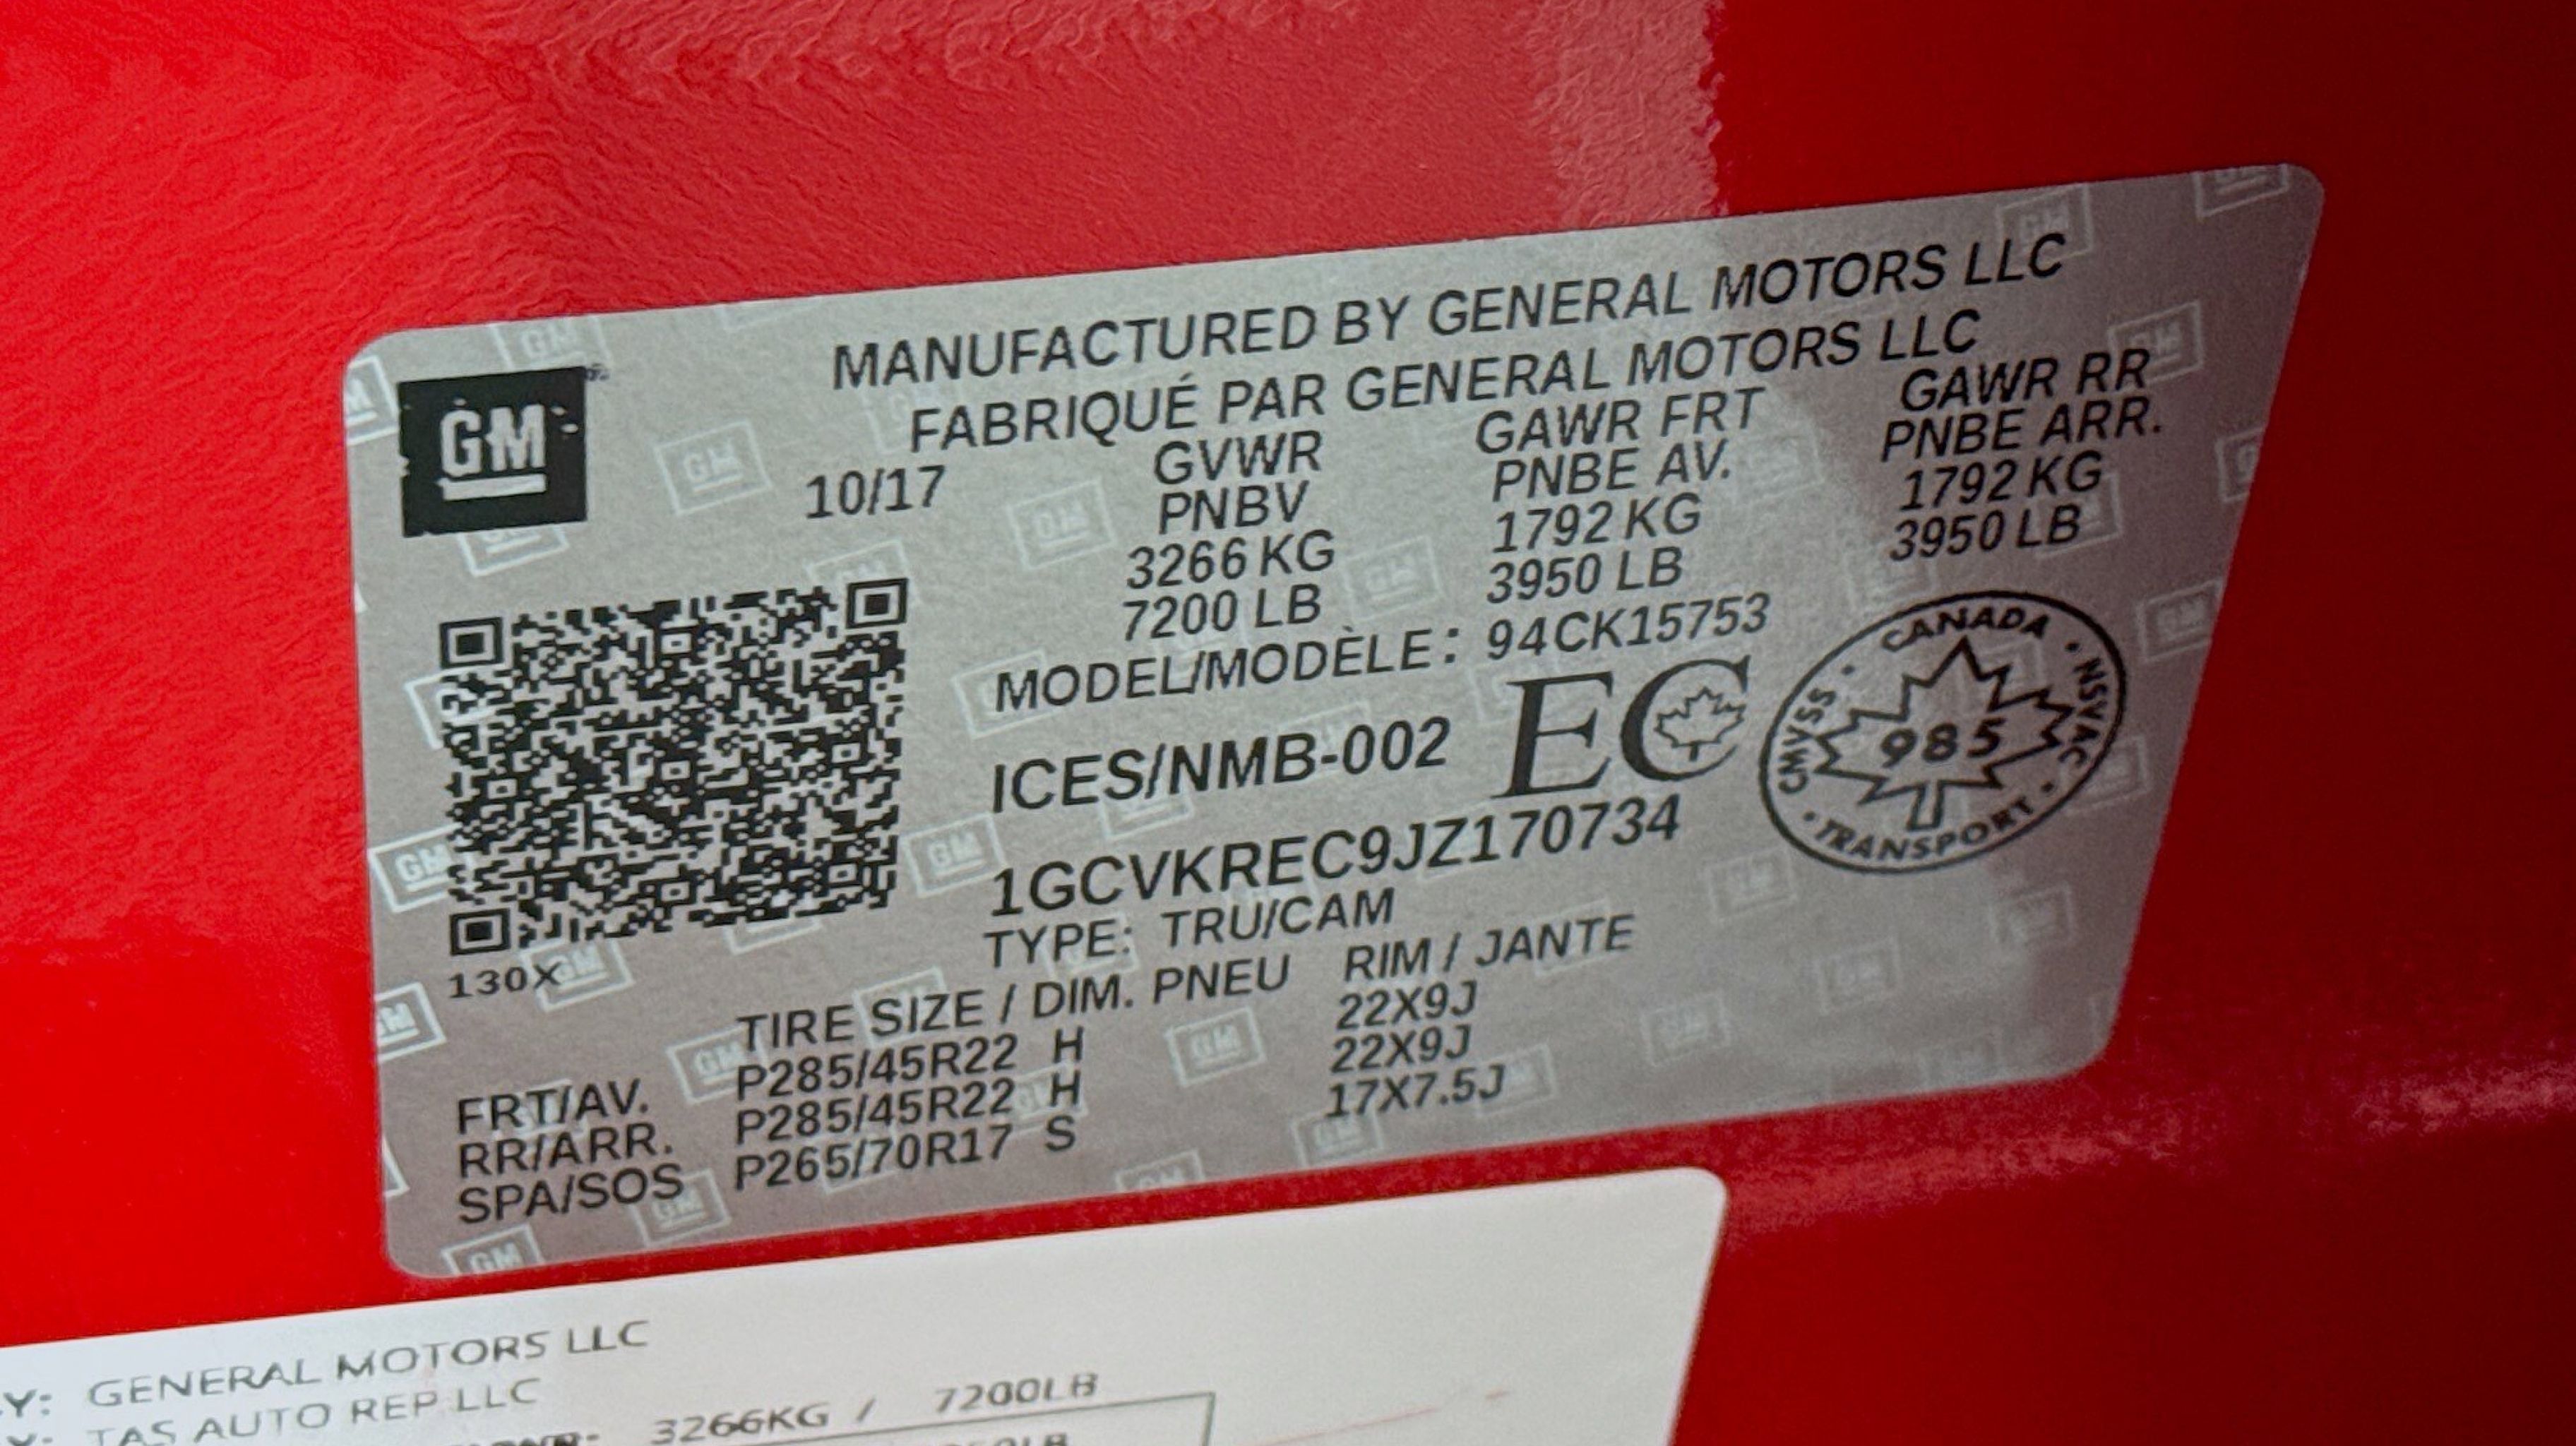 GM
MANUFACTURED BY GENERAL MOTORS LLC
FABRIQUÉ PAR GENERAL MOTORS LLC
10/17
GVWR GAWR FRT GAWR RR
PNBV PNBE AV. PNBE ARR.
3266 KG 1792 KG 1792 KG
7200 LB 3950 LB 3950 LB
MODEL/MODÈLE: 94CK15753
ICES/NMB-002 EC
CANADA · NSVAC · TRANSPORT · CMVSS ·
985
1GCVKREC9JZ170734
TYPE: TRU/CAM
130X
TIRE SIZE / DIM. PNEU RIM / JANTE
FRT/AV. P285/45R22 H 22X9J
RR/ARR. P285/45R22 H 22X9J
SPA/SOS P265/70R17 S 17X7.5J
Y: GENERAL MOTORS LLC
Y: TAS AUTO REP LLC
3266KG / 7200LB